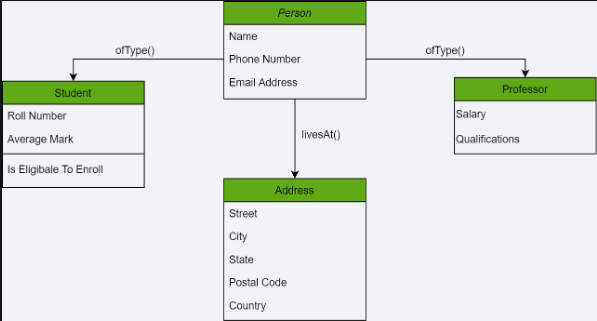 Person
Name
Phone Number
Email Address
ofType()
ofType()
Student
Roll Number
Average Mark
Is Eligibale To Enroll
Professor
Salary
Qualifications
livesAt()
Address
Street
City
State
Postal Code
Country